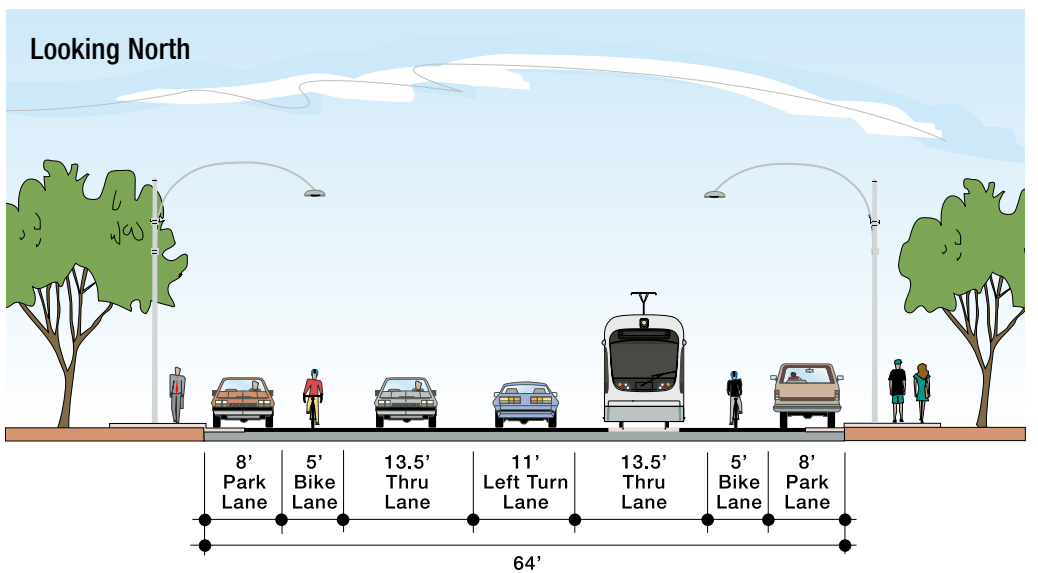 Looking North
8'
Park
Lane
5'
Bike
Lane
13.5'
Thru
Lane
11'
Left Turn
Lane
13.5'
Thru
Lane
5'
Bike
Lane
8'
Park
Lane
64'